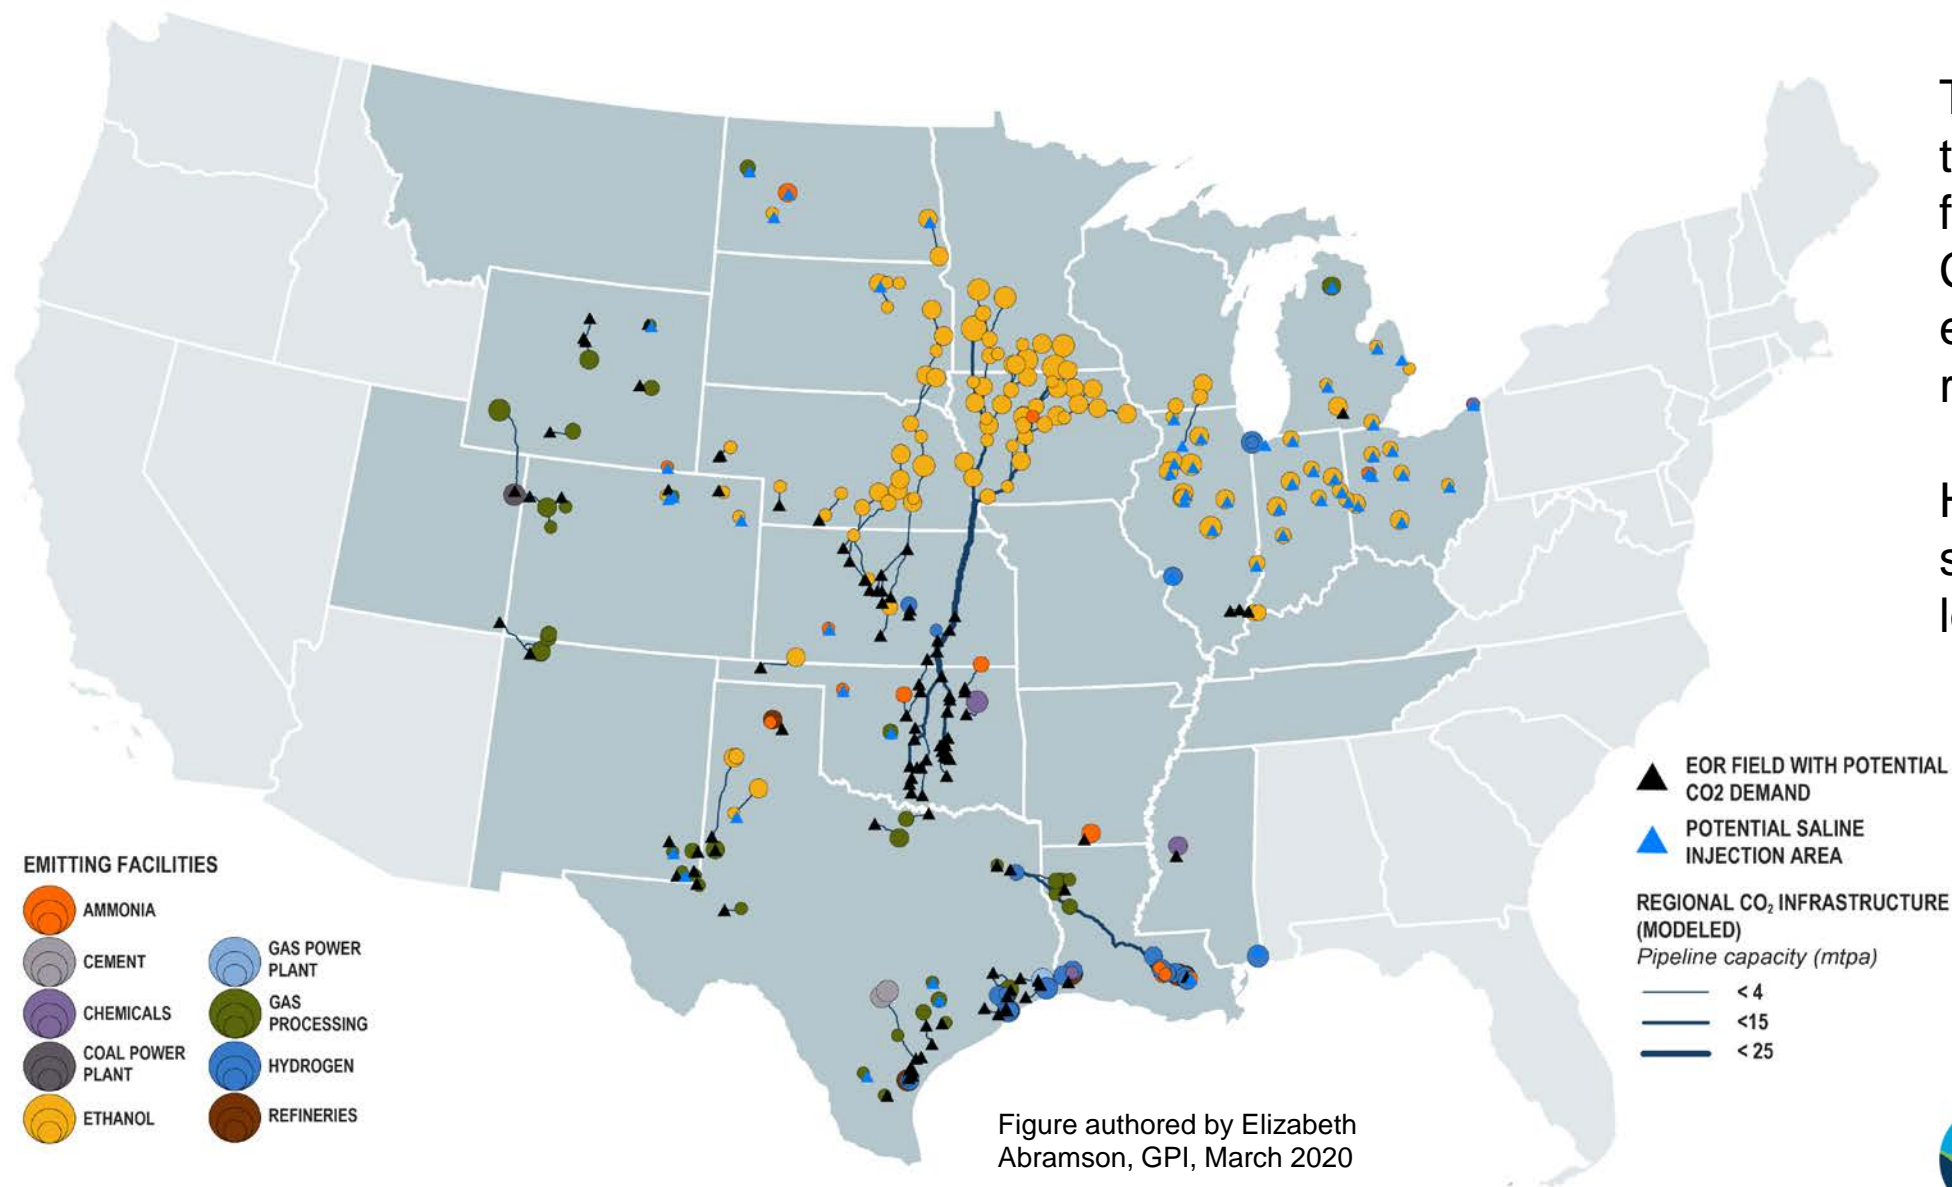 EOR FIELD WITH POTENTIAL
CO2 DEMAND
POTENTIAL SALINE
INJECTION AREA
REGIONAL CO₂ INFRASTRUCTURE
(MODELED)
Pipeline capacity (mtpa)
< 4
<15
< 25
EMITTING FACILITIES
AMMONIA
CEMENT
CHEMICALS
COAL POWER
PLANT
ETHANOL
GAS POWER
PLANT
GAS
PROCESSING
HYDROGEN
REFINERIES
Figure authored by Elizabeth
Abramson, GPI, March 2020